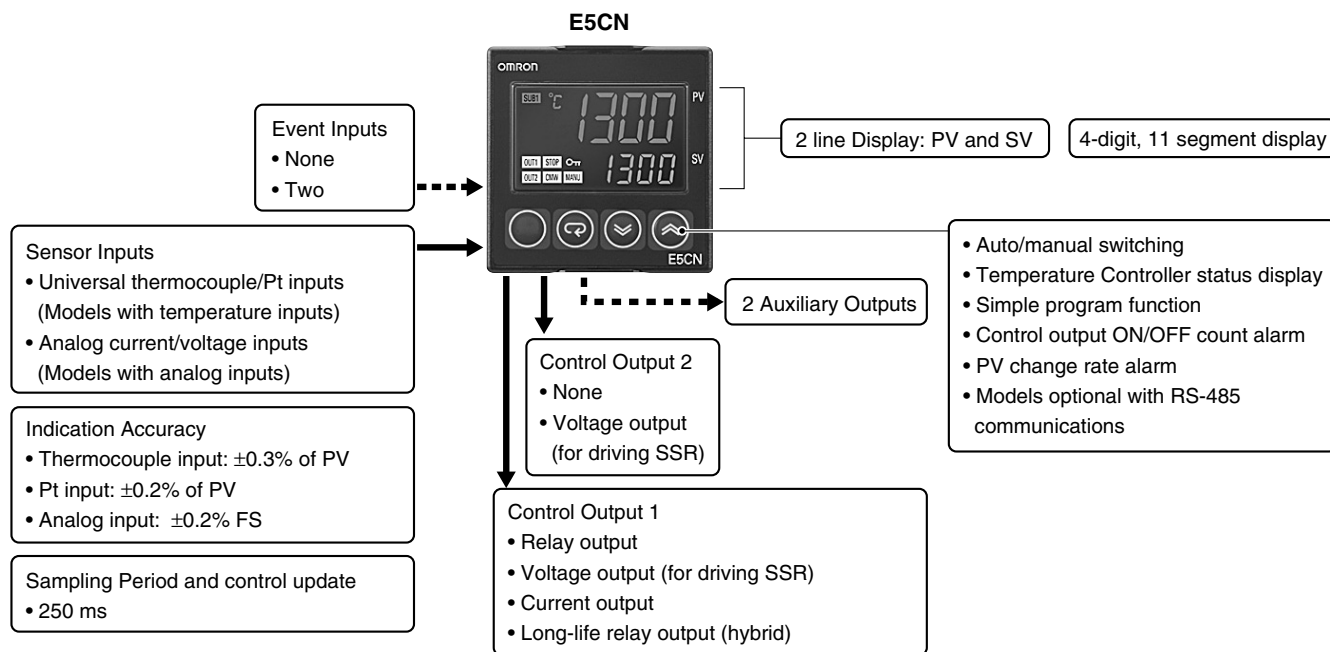 E5CN
OMRON
SUB1 °C 1300 PV
OUT1 STOP
OUT2 CMW MANU
1300 SV
E5CN
Event Inputs
• None
• Two
Sensor Inputs
• Universal thermocouple/Pt inputs
(Models with temperature inputs)
• Analog current/voltage inputs
(Models with analog inputs)
Indication Accuracy
• Thermocouple input: ±0.3% of PV
• Pt input: ±0.2% of PV
• Analog input: ±0.2% FS
Sampling Period and control update
• 250 ms
2 line Display: PV and SV
4-digit, 11 segment display
• Auto/manual switching
• Temperature Controller status display
• Simple program function
• Control output ON/OFF count alarm
• PV change rate alarm
• Models optional with RS-485
communications
2 Auxiliary Outputs
Control Output 2
• None
• Voltage output
(for driving SSR)
Control Output 1
• Relay output
• Voltage output (for driving SSR)
• Current output
• Long-life relay output (hybrid)